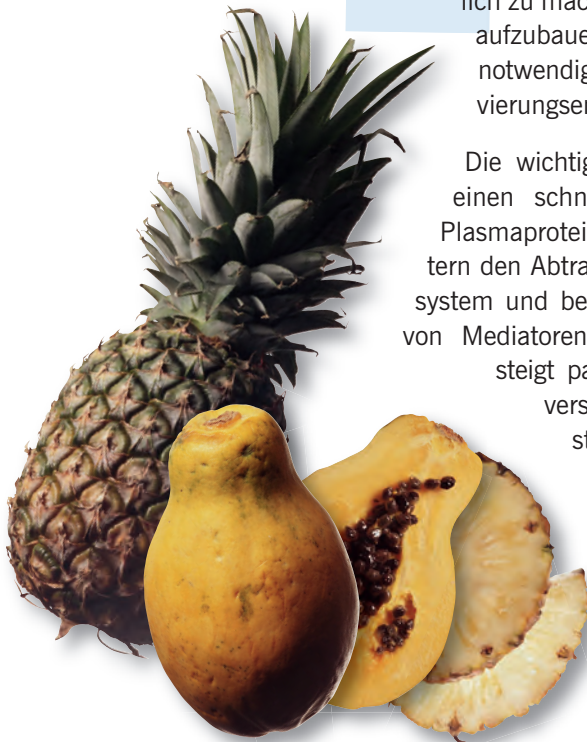 lich zu mac
aufzubaue
notwendig
vierungser
Die wichtig
einen schn
Plasmaprotei
tern den Abtra
system und be
von Mediatoren
steigt pa
vers
st